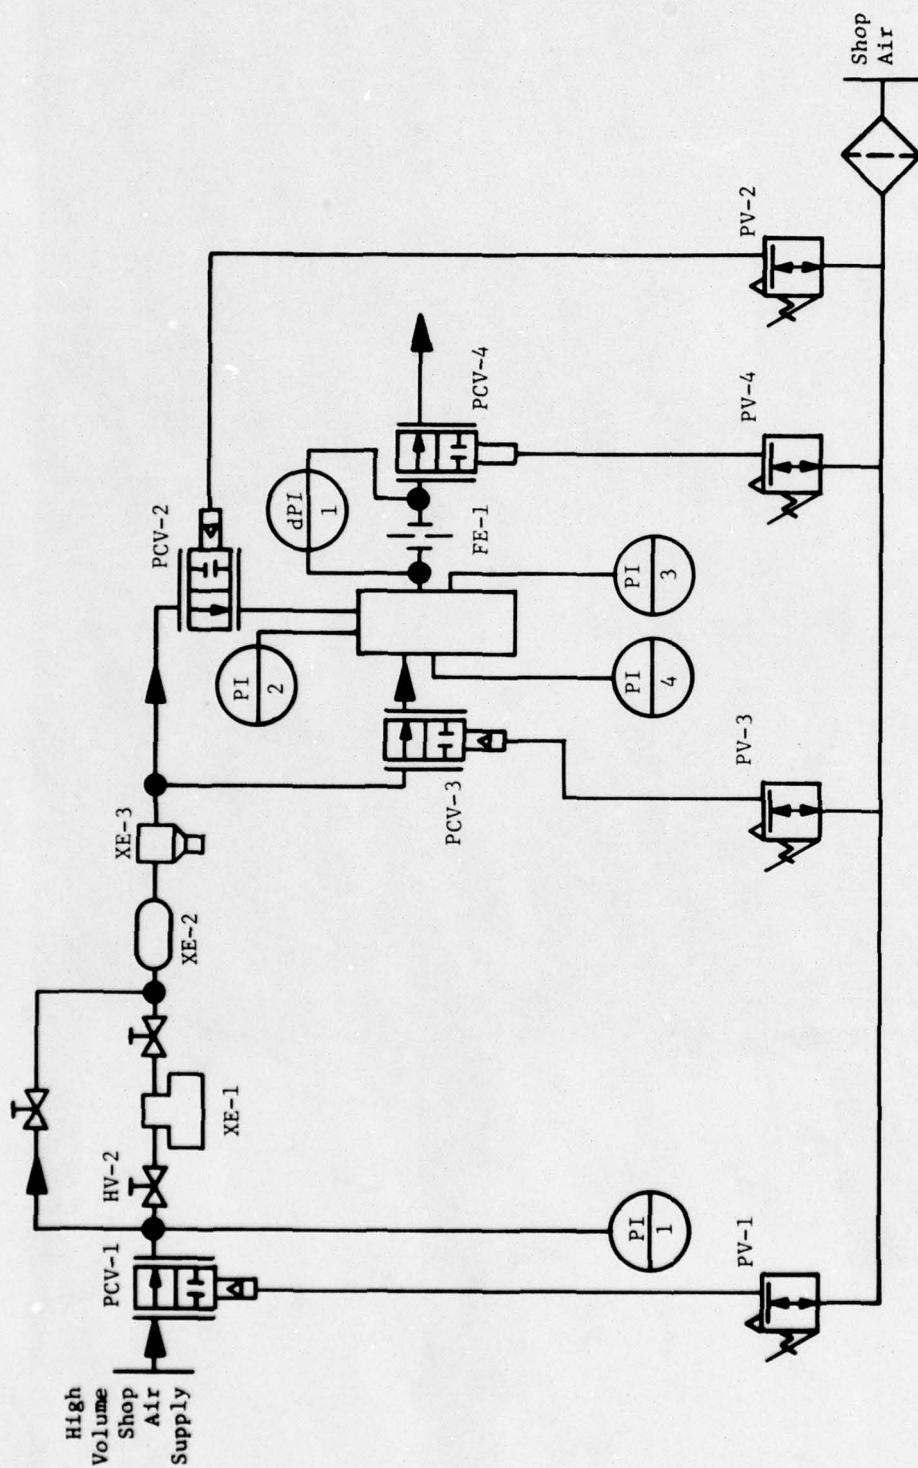 High
Volume
Shop
Air
Supply
PCV-1
HV-2
XE-1
XE-2
XE-3
PCV-2
PI
2
dPI
1
PCV-3
FE-1
PCV-4
PI
1
PI
4
PI
3
PV-1
PV-3
PV-4
PV-2
Shop
Air